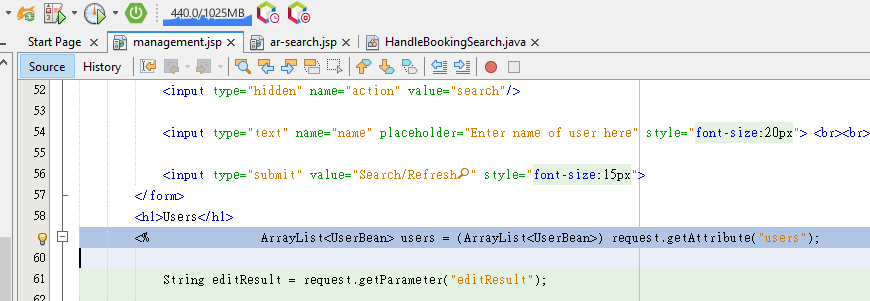 440.0/1025MB
Start Page management.jsp ar-search.jsp HandleBookingSearch.java
Source History
52 <input type="hidden" name="action" value="search"/>
53
54 <input type="text" name="name" placeholder="Enter name of user here" style="font-size:20px"> <br><br>
55
56 <input type="submit" value="Search/Refresh🔎" style="font-size:15px">
57 </form>
58 <h1>Users</h1>
<% ArrayList<UserBean> users = (ArrayList<UserBean>) request.getAttribute("users");
60
61 String editResult = request.getParameter("editResult");
62